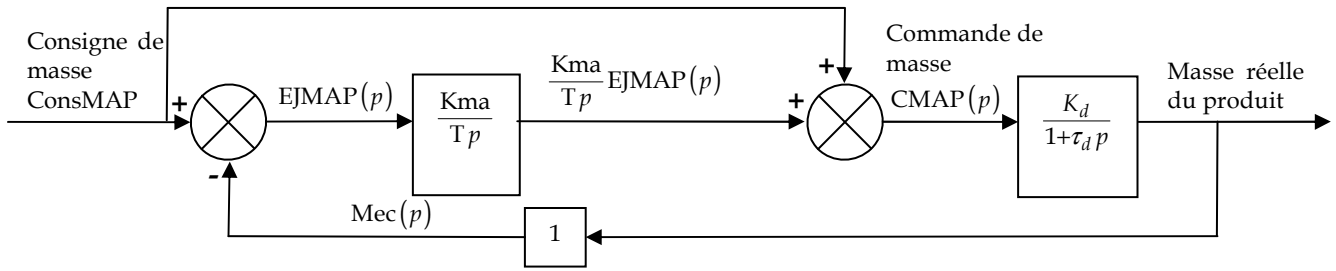 Consigne de
masse
ConsMAP
+
-
EJMAP(p)
Kma
Tp
Kma
Tp
EJMAP(p)
+
+
Commande de
masse
CMAP(p)
K_d
1+τ_d p
Masse réelle
du produit
Mec(p)
1